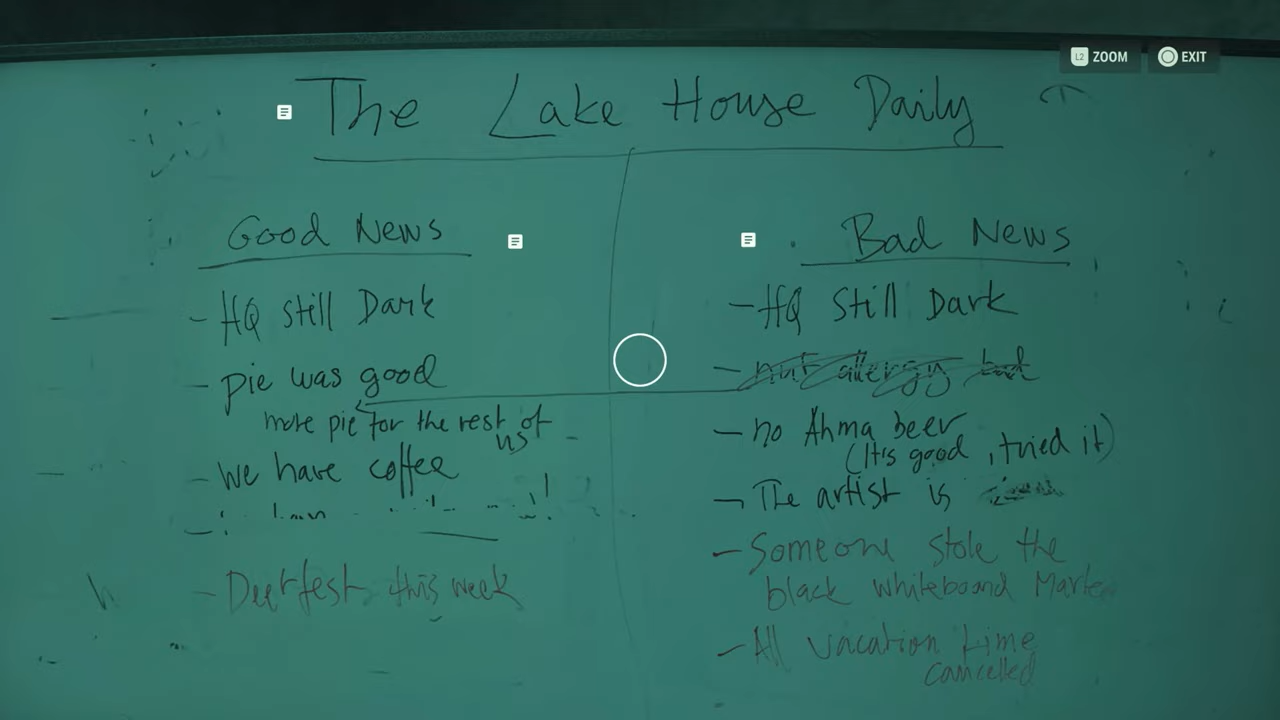 ZOOM
EXIT
The Lake House Daily
Good News
- HQ still Dark
- pie was good
more pie for the rest of
us
- we have coffee
- Deerfest this week
Bad News
- HQ Still Dark
- nut allergy bad
- no Ahma beer
(It's good, tried it)
- The artist is
- Someone stole the
black whiteboard Marker
- All vacation time
cancelled